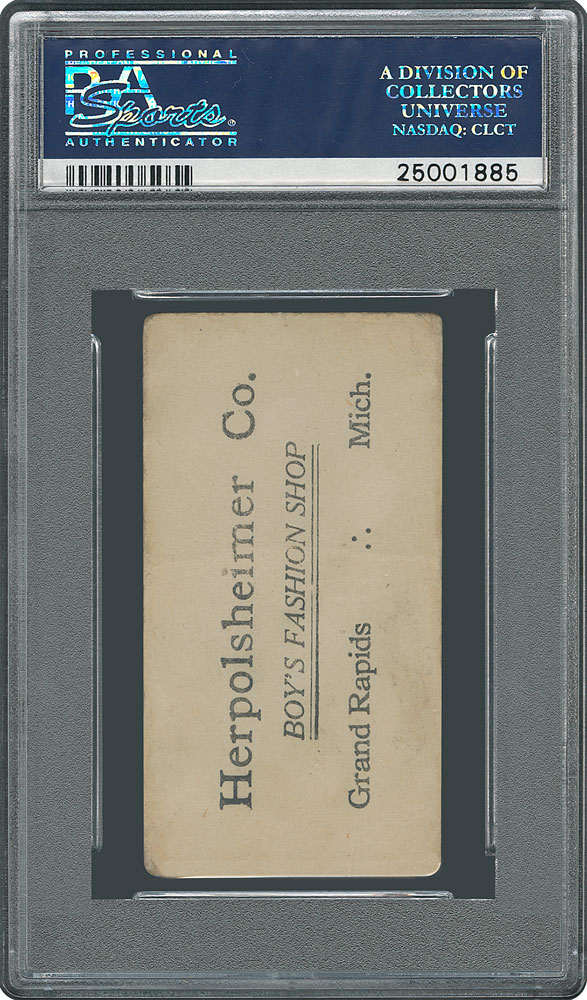 PROFESSIONAL
PSA
Sports®
AUTHENTICATOR
A DIVISION OF
COLLECTORS
UNIVERSE
NASDAQ: CLCT
25001885
Herpolsheimer Co.
BOY'S FASHION SHOP
Grand Rapids ∴ Mich.